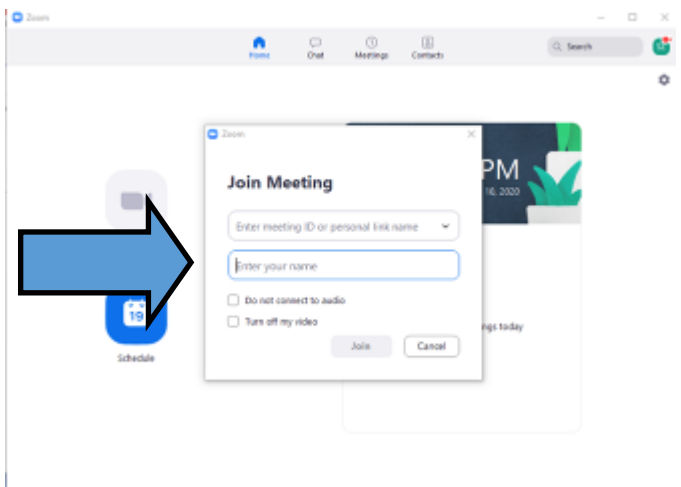 Zoom
Home Chat Meetings Contacts
Search
Zoom
Join Meeting
PM
16, 2020
Enter meeting ID or personal link name
Enter your name
Do not connect to audio
19
Turn off my video
ngs today
Join Cancel
Schedule